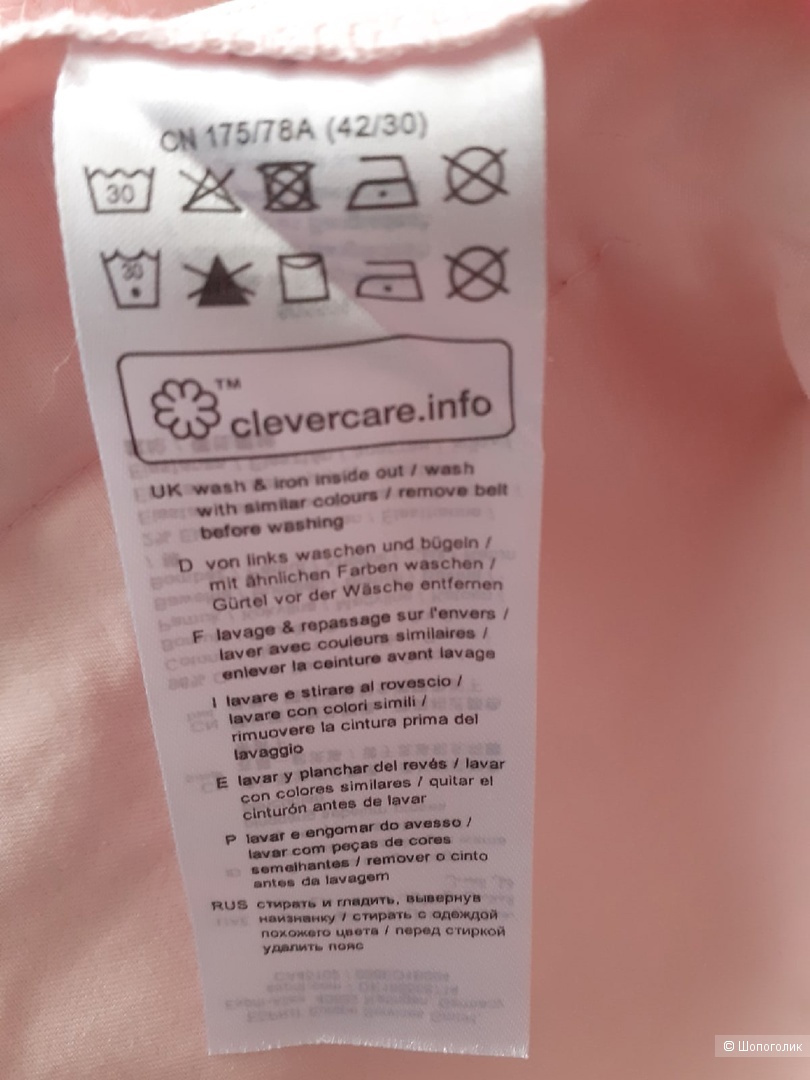 CN 175/78A (42/30)
30
30
TM
clevercare.info
UK wash & iron inside out / wash
with similar colours / remove belt
before washing
D von links waschen und bügeln /
mit ähnlichen Farben waschen /
Gürtel vor der Wäsche entfernen
F lavage & repassage sur l'envers /
laver avec couleurs similaires /
enlever la ceinture avant lavage
I lavare e stirare al rovescio /
lavare con colori simili /
rimuovere la cintura prima del
lavaggio
E lavar y planchar del revés / lavar
con colores similares / quitar el
cinturón antes de lavar
P lavar e engomar do avesso /
lavar com peças de cores
semelhantes / remover o cinto
antes da lavagem
RUS стирать и гладить, вывернув
наизнанку / стирать с одеждой
похожего цвета / перед стиркой
удалить пояс
© Шопоголик